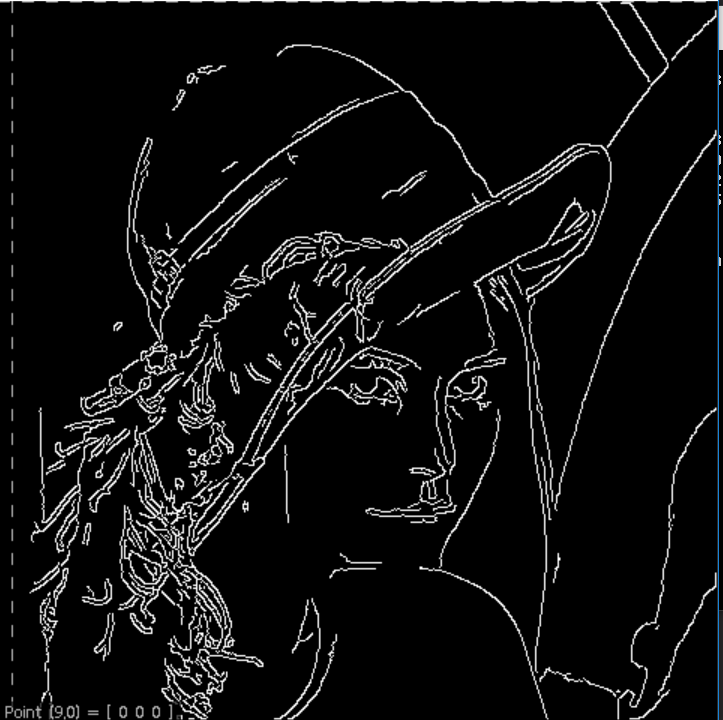 Point (9,0) = [ 0 0 0 ]